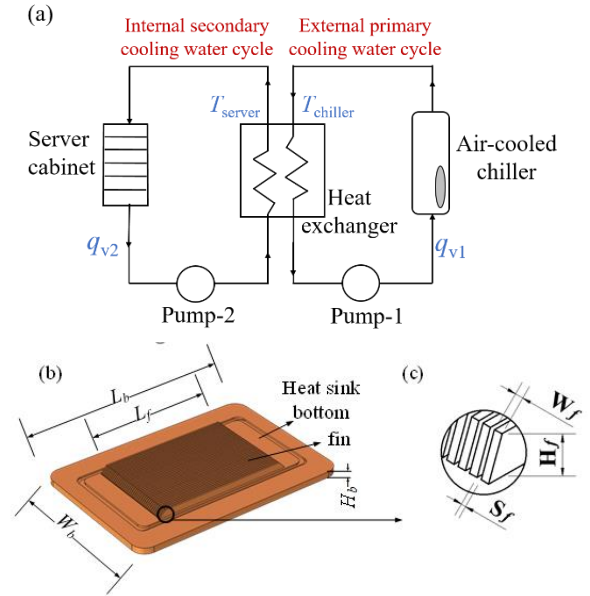 (a)
Internal secondary
cooling water cycle
External primary
cooling water cycle
Tserver
Tchiller
Server
cabinet
Air-cooled
chiller
Heat
exchanger
qv2
qv1
Pump-2
Pump-1
(b)
(c)
Lb
Lf
Heat sink
bottom
fin
Hb
Wb
Wf
Hf
Sf